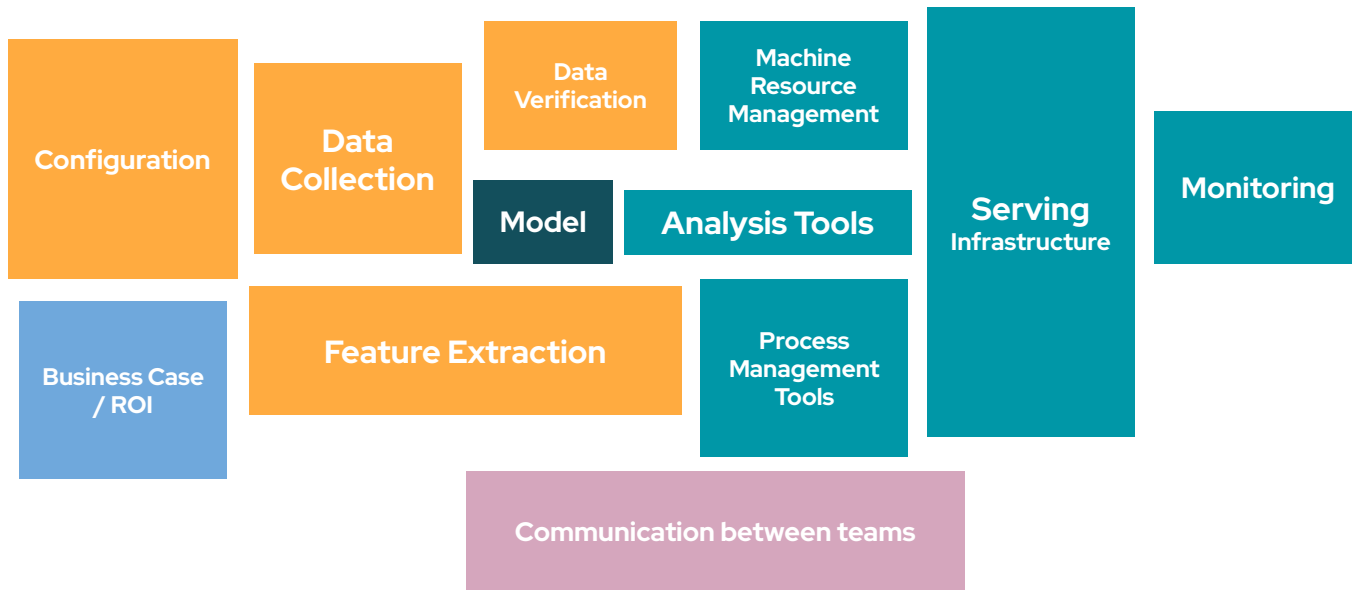 Configuration
Data
Collection
Data
Verification
Machine
Resource
Management
Model
Analysis Tools
Serving
Infrastructure
Monitoring
Business Case
/ ROI
Feature Extraction
Process
Management
Tools
Communication between teams